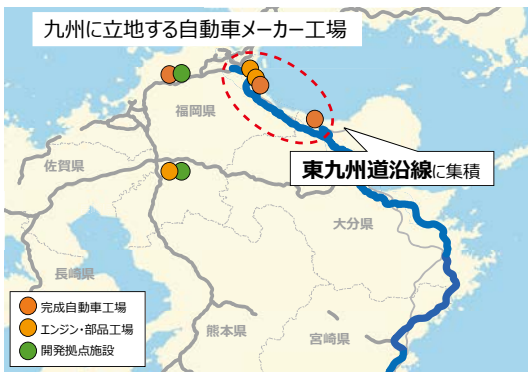 九州に立地する自動車メーカー工場
福岡県
佐賀県
東九州道沿線に集積
大分県
長崎県
熊本県
宮崎県
完成自動車工場
エンジン・部品工場
開発拠点施設